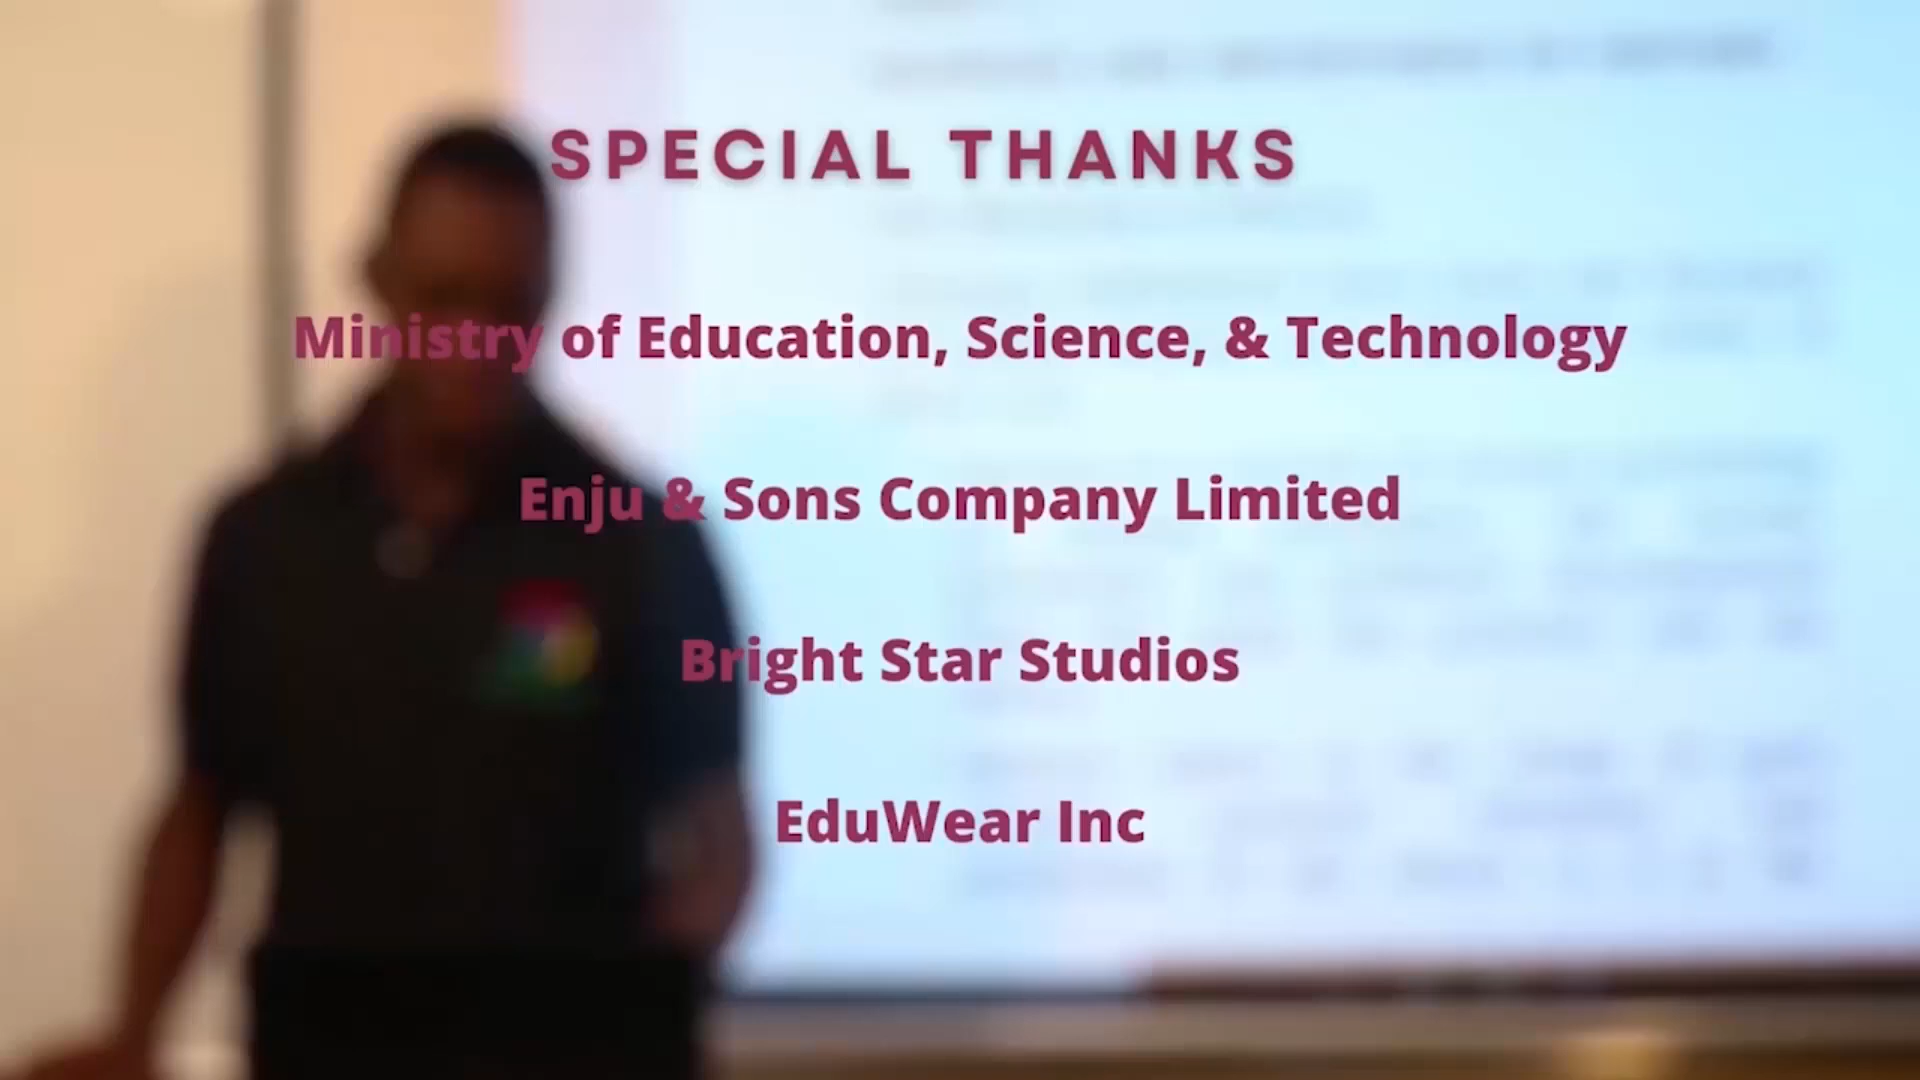 SPECIAL THANKS
Ministry of Education, Science, & Technology
Enju & Sons Company Limited
Bright Star Studios
EduWear Inc